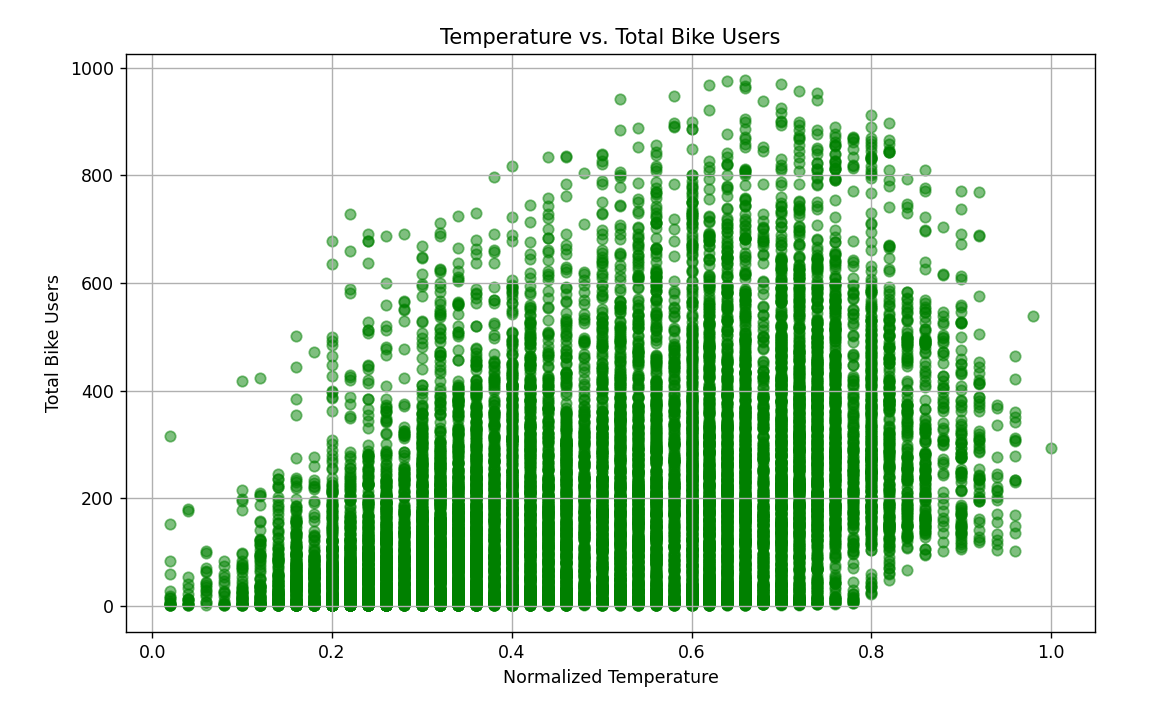 Temperature vs. Total Bike Users
1000
800
600
400
200
0
Total Bike Users
0.0 0.2 0.4 0.6 0.8 1.0
Normalized Temperature